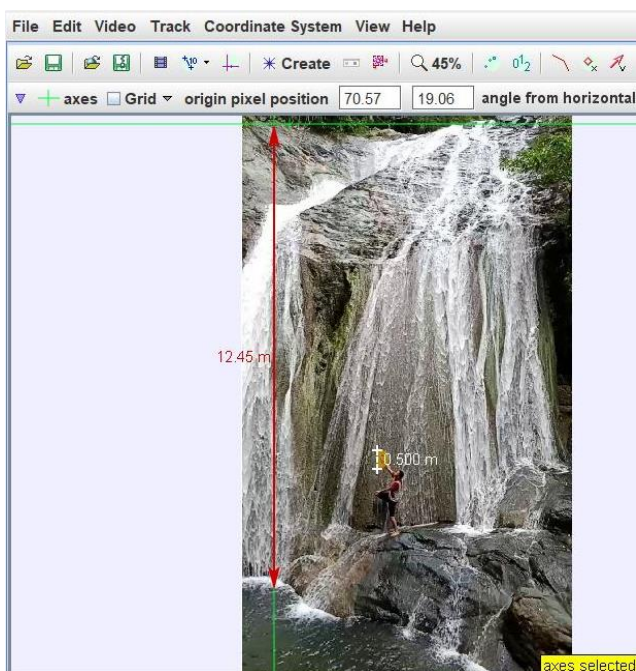 File Edit Video Track Coordinate System View Help
Create 45%
axes Grid origin pixel position 70.57 19.06 angle from horizontal
12.45 m
0.500 m
axes selected